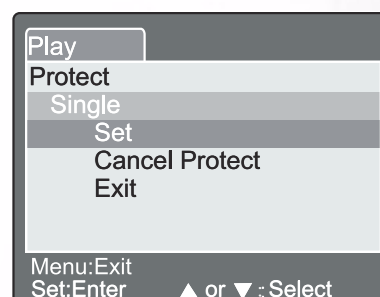 Play
Protect
Single
Set
Cancel Protect
Exit
Menu:Exit
Set:Enter ▲ or ▼ : Select